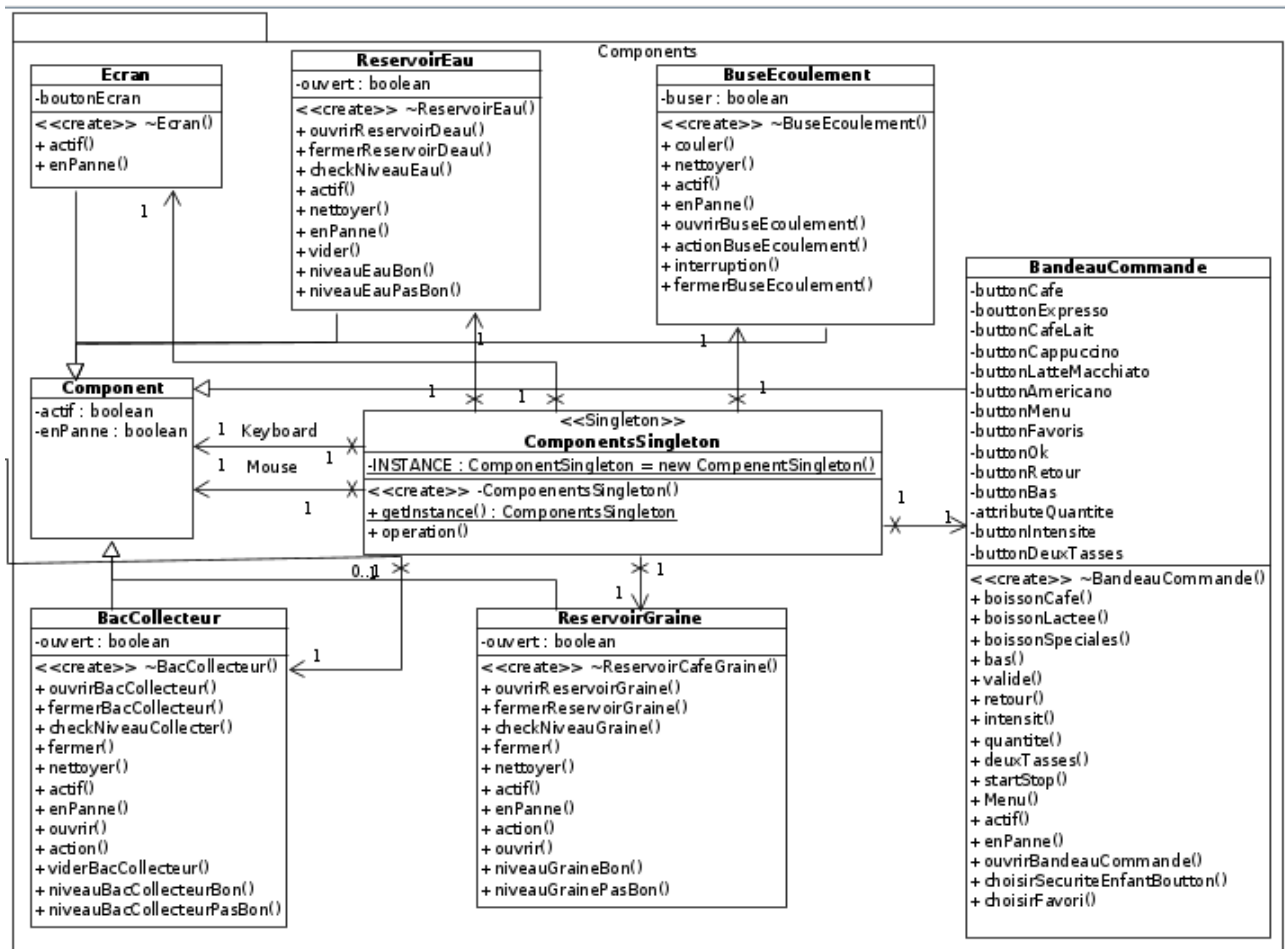 Components
Ecran
-boutonEcran
<<create>> ~Ecran()
+ actif()
+ enPanne()
1
ReservoirEau
-ouvert : boolean
<<create>> ~ReservoirEau()
+ ouvrirReservoirDeau()
+ fermerReservoirDeau()
+ checkNiveauEau()
+ actif()
+ nettoyer()
+ enPanne()
+ vider()
+ niveauEauBon()
+ niveauEauPasBon()
1
BuseEcoulement
-buser : boolean
<<create>> ~BuseEcoulement()
+ couler()
+ nettoyer()
+ actif()
+ enPanne()
+ ouvrirBuseEcoulement()
+ actionBuseEcoulement()
+ interruption()
+ fermerBuseEcoulement()
1
BandeauCommande
-buttonCafe
-bouttonExpresso
-buttonCafeLait
-buttonCappuccino
-buttonLatteMacchiato
-buttonAmericano
-buttonMenu
-buttonFavoris
-buttonOk
-buttonRetour
-buttonBas
-attributeQuantite
-buttonIntensite
-buttonDeuxTasses
<<create>> ~BandeauCommande()
+ boissonCafe()
+ boissonLactee()
+ boissonSpeciales()
+ bas()
+ valide()
+ retour()
+ intensit()
+ quantite()
+ deuxTasses()
+ startStop()
+ Menu()
+ actif()
+ enPanne()
+ ouvrirBandeauCommande()
+ choisirSecuriteEnfantBoutton()
+ choisirFavori()
Component
-actif : boolean
-enPanne : boolean
1 Keyboard 1
1 Mouse 1
1 1 1
<<Singleton>>
ComponentsSingleton
-INSTANCE : ComponentSingleton = new CompenentSingleton()
<<create>> -CompoenentsSingleton()
+ getInstance() : ComponentsSingleton
+ operation()
1 1
0..1
1
1
1
1
BacCollecteur
-ouvert : boolean
<<create>> ~BacCollecteur()
+ ouvrirBacCollecteur()
+ fermerBacCollecteur()
+ checkNiveauCollecter()
+ fermer()
+ nettoyer()
+ actif()
+ enPanne()
+ ouvrir()
+ action()
+ viderBacCollecteur()
+ niveauBacCollecteurBon()
+ niveauBacCollecteurPasBon()
ReservoirGraine
-ouvert : boolean
<<create>> ~ReservoirCafeGraine()
+ ouvrirReservoirGraine()
+ fermerReservoirGraine()
+ checkNiveauGraine()
+ fermer()
+ nettoyer()
+ actif()
+ enPanne()
+ action()
+ ouvrir()
+ niveauGraineBon()
+ niveauGrainePasBon()